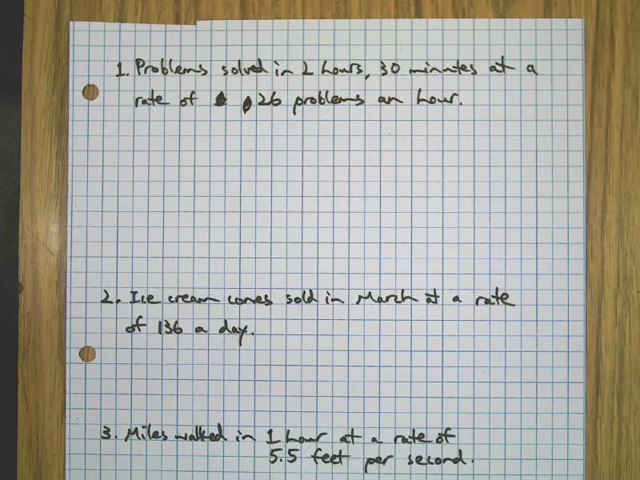 1. Problems solved in 2 hours, 30 minutes at a
rate of 26 problems an hour.
2. Ice cream cones sold in March at a rate
of 136 a day.
3. Miles walked in 1 hour at a rate of
5.5 feet per second.